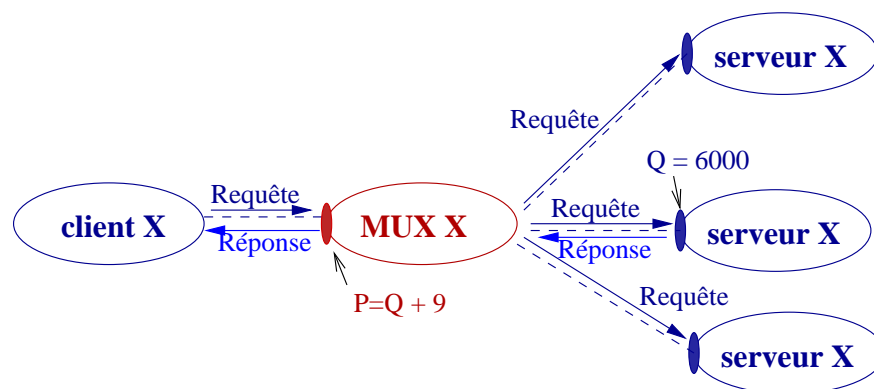 serveur X
Requête
Q = 6000
Requête
Requête
client X
MUX X
serveur X
Réponse
Réponse
Requête
P=Q + 9
serveur X